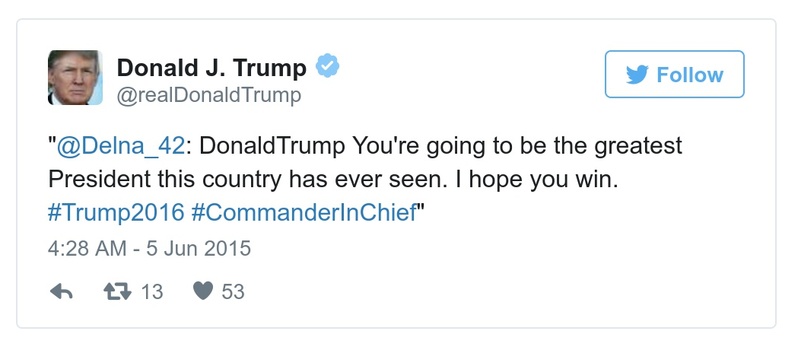 Donald J. Trump
@realDonaldTrump
Follow
"@Delna_42: DonaldTrump You're going to be the greatest
President this country has ever seen. I hope you win.
#Trump2016 #CommanderInChief"
4:28 AM - 5 Jun 2015
13 53